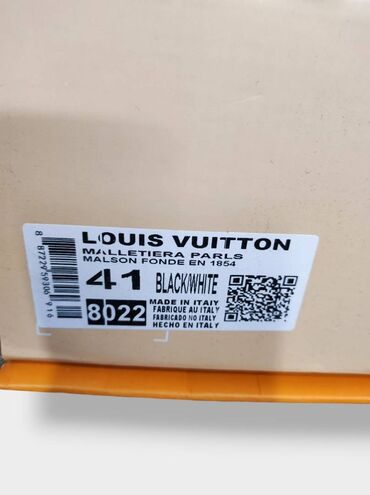 LOUIS VUITTON
MALLETIERA PARLS
MALSON FONDE EN 1854
41 BLACK/WHITE
8022
MADE IN ITAIY
FABRIQUE AU ITALY
FABRICADO NO ITALY
HECHO EN ITALY